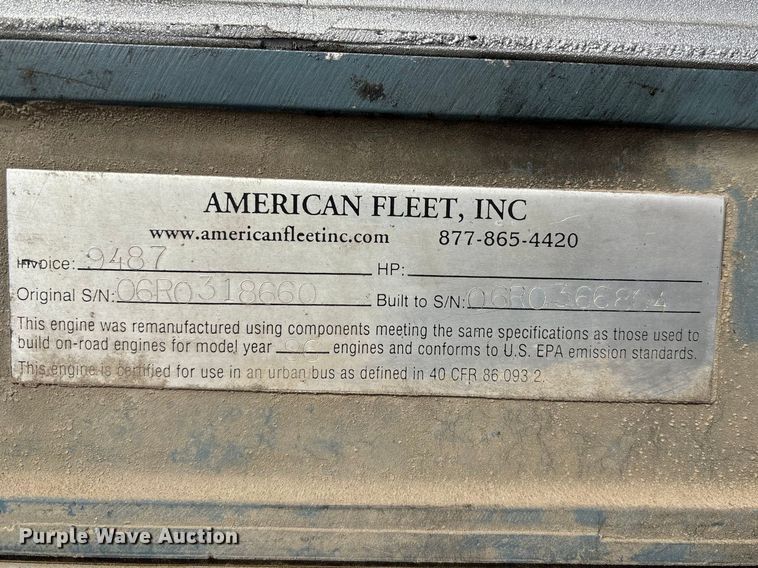 AMERICAN FLEET, INC
www.americanfleetinc.com 877-865-4420
Invoice: 9487 HP:
Original S/N: 06R0318660 Built to S/N:
This engine was remanufactured using components meeting the same specifications as those used to
build on-road engines for model year engines and conforms to U.S. EPA emission standards.
This engine is certified for use in an urban bus as defined in 40 CFR 86 093 2.
Purple Wave Auction